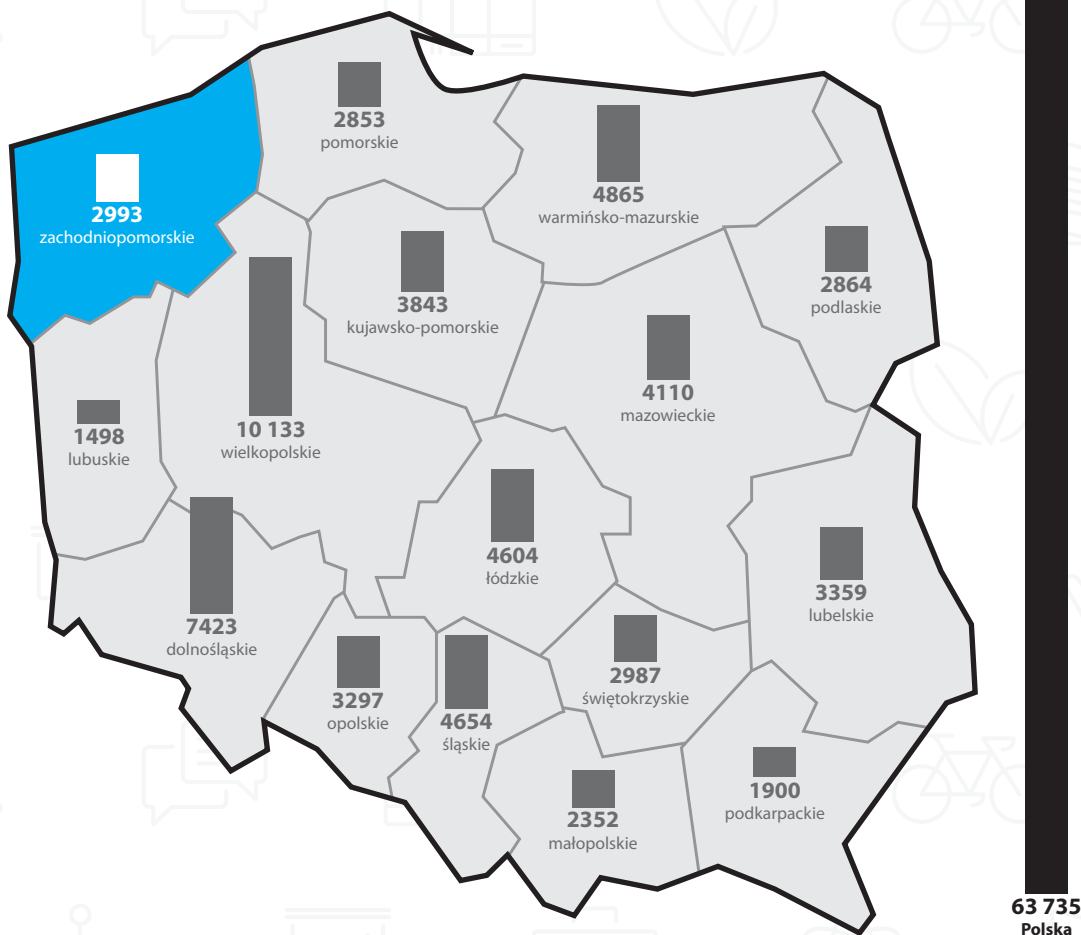 2853
pomorskie
4865
warmińsko-mazurskie
2993
zachodniopomorskie
2864
podlaskie
3843
kujawsko-pomorskie
4110
mazowieckie
10 133
wielkopolskie
1498
lubuskie
4604
łódzkie
3359
lubelskie
7423
dolnośląskie
2987
świętokrzyskie
3297
opolskie
4654
śląskie
1900
podkarpackie
2352
małopolskie
63 735
Polska